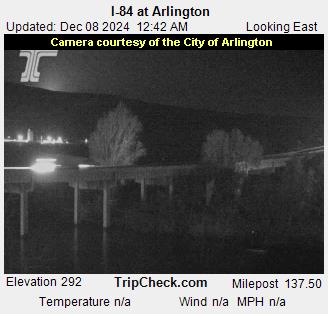 I-84 at Arlington
Updated: Dec 08 2024 12:42 AM Looking East
Camera courtesy of the City of Arlington
Elevation 292 TripCheck.com Milepost 137.50
Temperature n/a Wind n/a MPH n/a